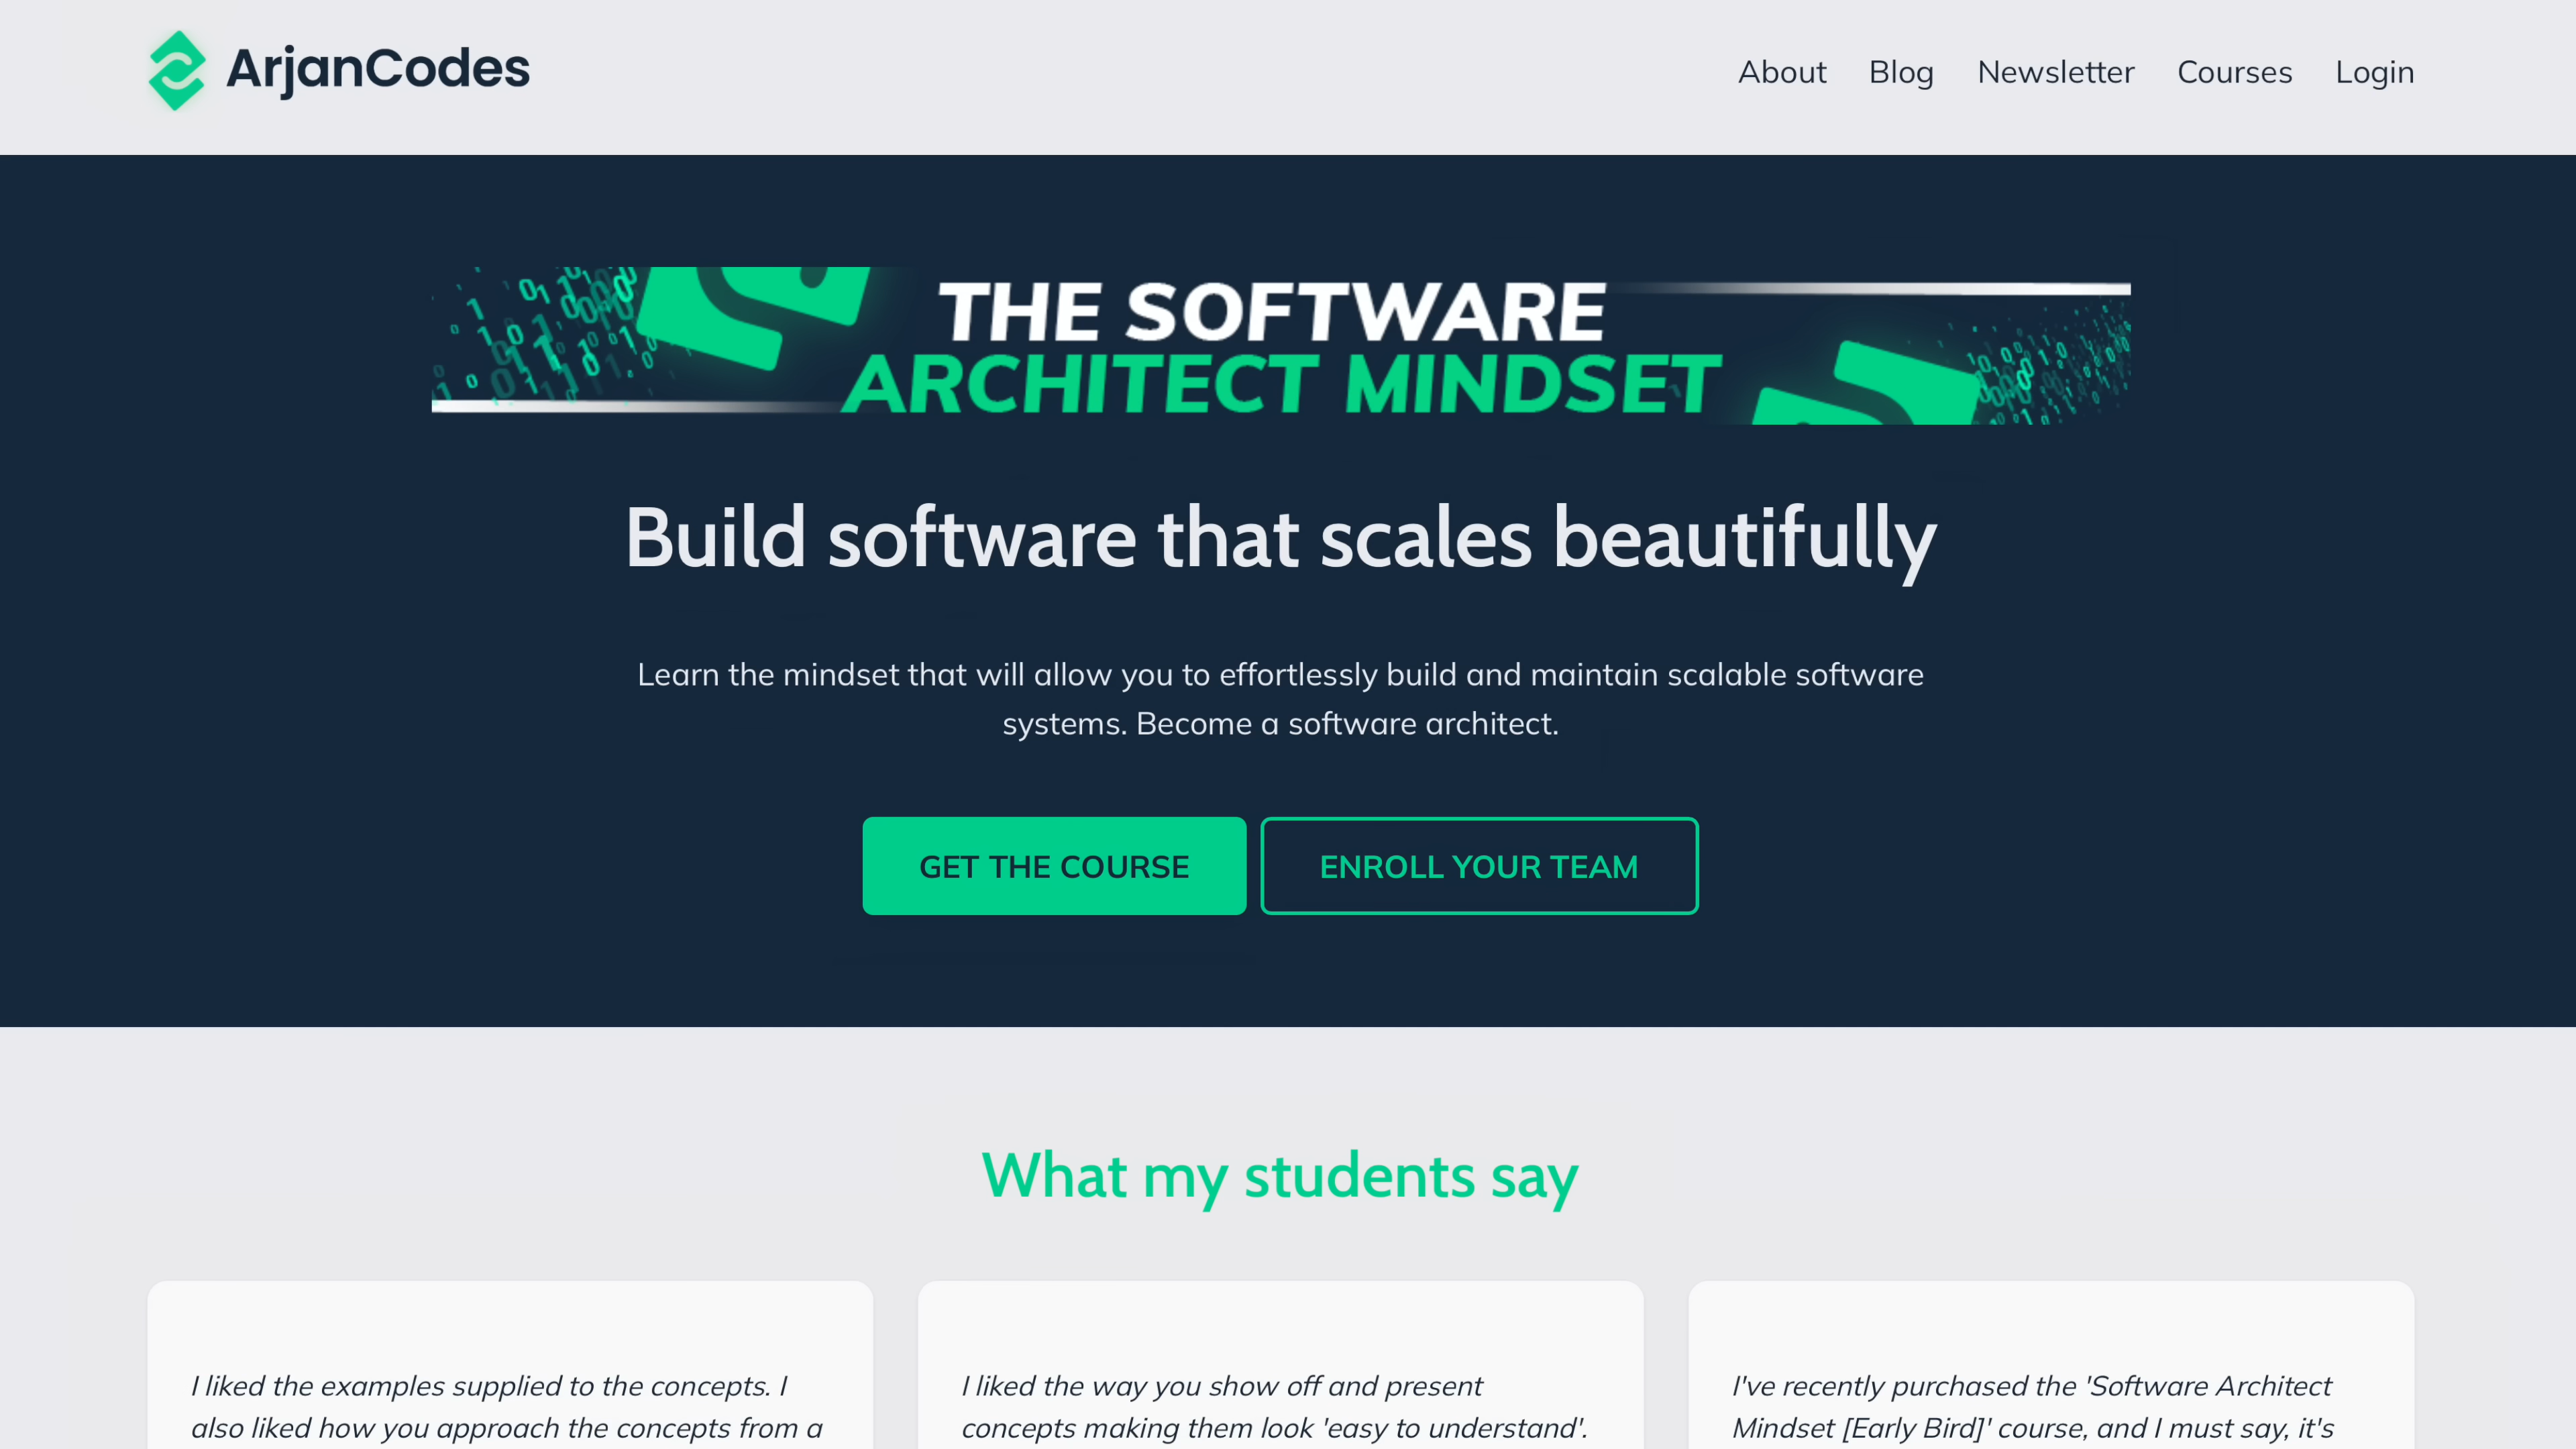 ArjanCodes
About Blog Newsletter Courses Login
THE SOFTWARE
ARCHITECT MINDSET
Build software that scales beautifully
Learn the mindset that will allow you to effortlessly build and maintain scalable software
systems. Become a software architect.
GET THE COURSE ENROLL YOUR TEAM
What my students say
I liked the examples supplied to the concepts. I
also liked how you approach the concepts from a
I liked the way you show off and present
concepts making them look 'easy to understand'.
I've recently purchased the 'Software Architect
Mindset [Early Bird]' course, and I must say, it's